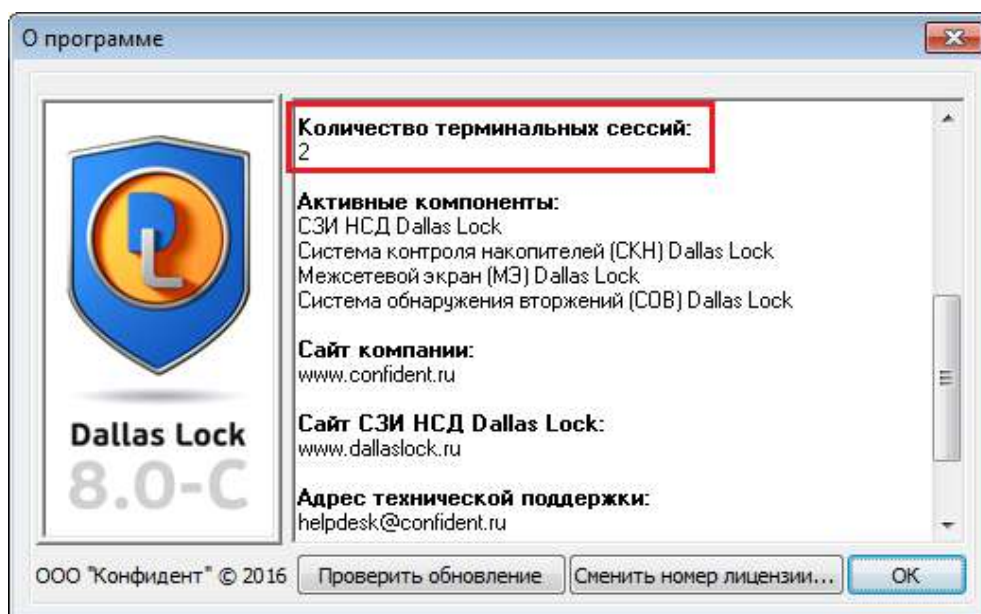 О программе
Количество терминальных сессий:
2
Активные компоненты:
СЗИ НСД Dallas Lock
Система контроля накопителей (СКН) Dallas Lock
Межсетевой экран (МЭ) Dallas Lock
Система обнаружения вторжений (СОВ) Dallas Lock
Сайт компании:
www.confident.ru
Сайт СЗИ НСД Dallas Lock:
www.dallaslock.ru
Адрес технической поддержки:
helpdesk@confident.ru
DL
Dallas Lock
8.0-C
ООО "Конфидент" © 2016
Проверить обновление
Сменить номер лицензии...
ОК